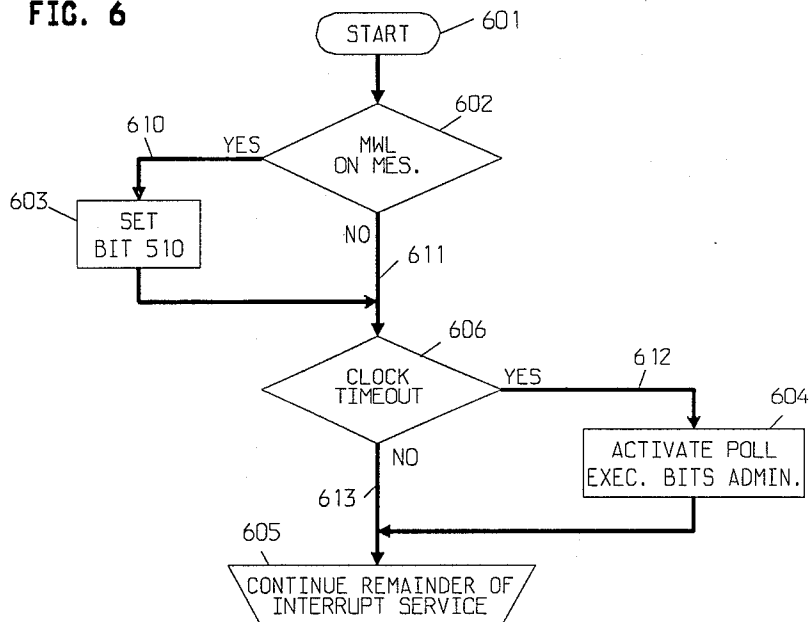 FIG. 6
START
601
602
MWL
ON MES.
YES
610
603
SET
BIT 510
NO
611
606
CLOCK
TIMEOUT
YES
612
604
ACTIVATE POLL
EXEC. BITS ADMIN.
NO
613
605
CONTINUE REMAINDER OF
INTERRUPT SERVICE